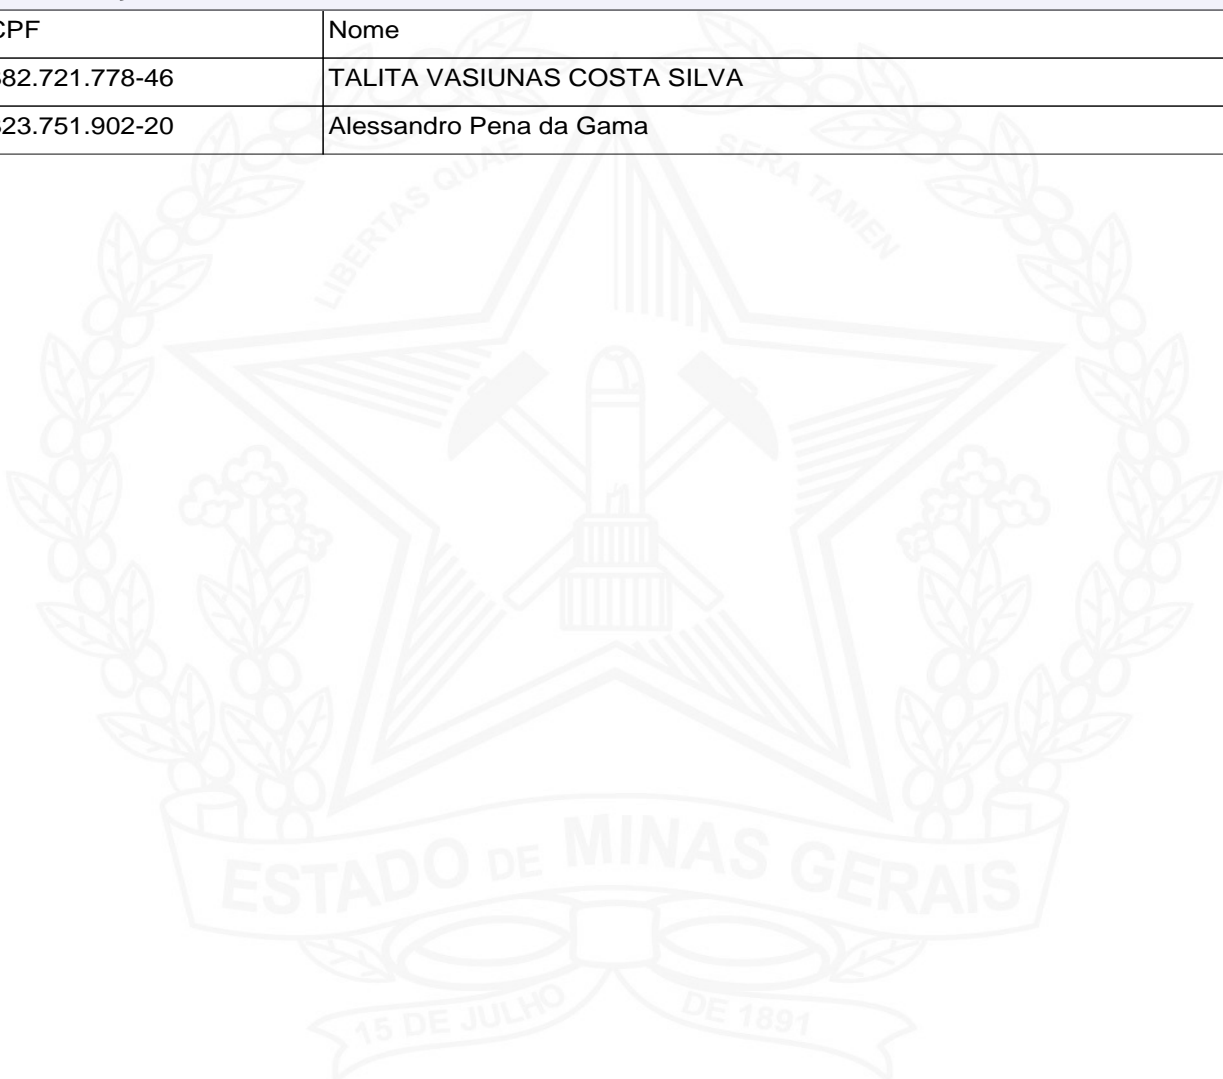 CPF Nome
82.721.778-46 TALITA VASIUNAS COSTA SILVA
23.751.902-20 Alessandro Pena da Gama
LIBERTAS QUAE SERA TAMEN
ESTADO DE MINAS GERAIS
15 DE JULHO DE 1891